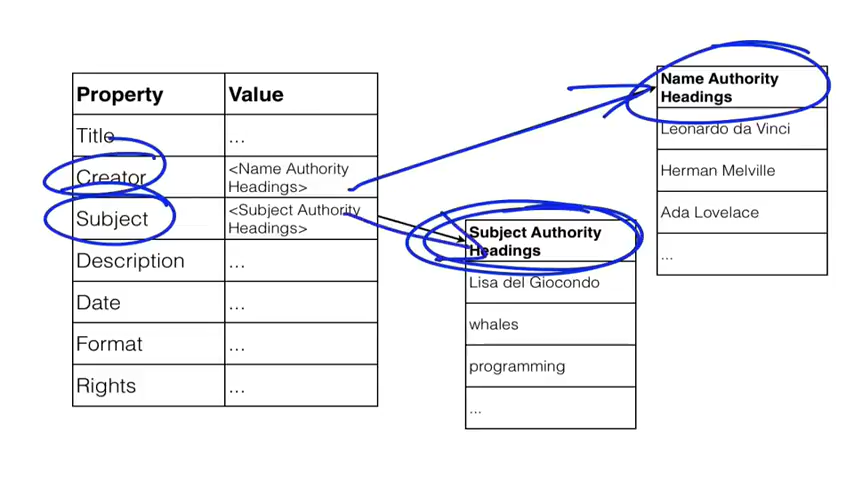 Property Value
Title ...
Creator <Name Authority
Headings>
Subject <Subject Authority
Headings>
Description ...
Date ...
Format ...
Rights ...
Subject Authority
Headings
Lisa del Giocondo
whales
programming
...
Name Authority
Headings
Leonardo da Vinci
Herman Melville
Ada Lovelace
...